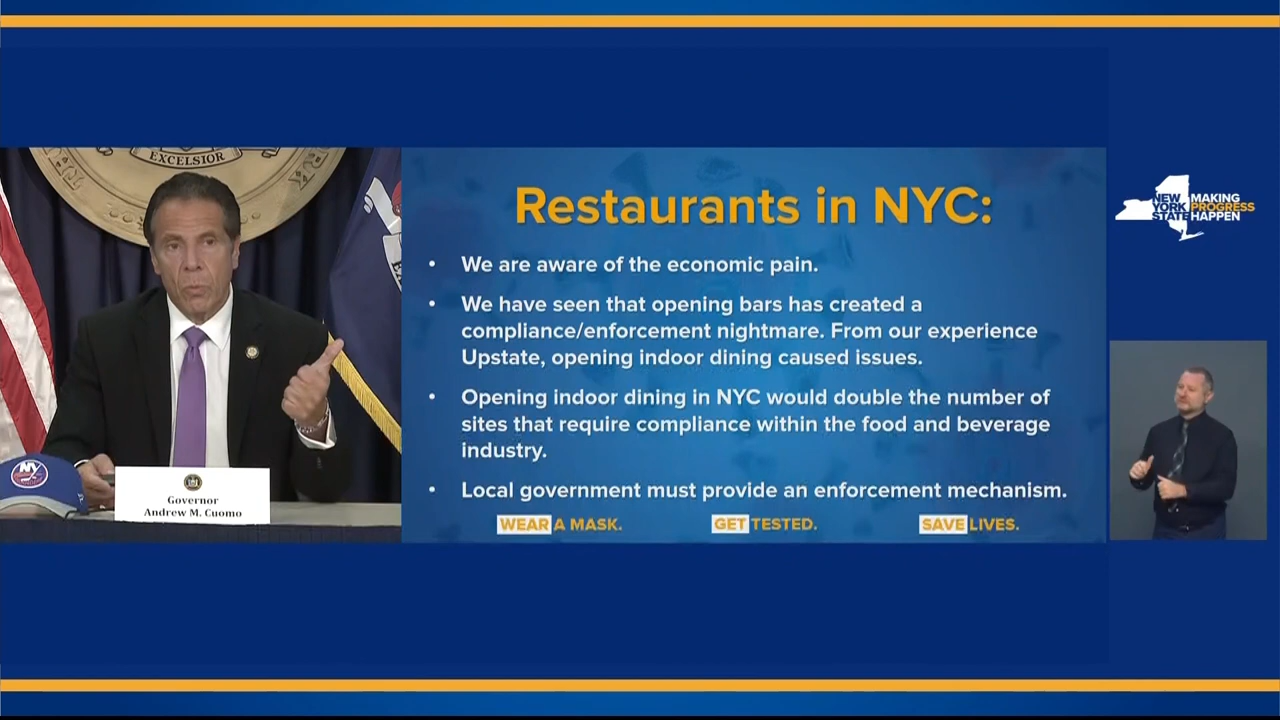 EXCELSIOR
NY
Governor
Andrew M. Cuomo
Restaurants in NYC:
• We are aware of the economic pain.
• We have seen that opening bars has created a
compliance/enforcement nightmare. From our experience
Upstate, opening indoor dining caused issues.
• Opening indoor dining in NYC would double the number of
sites that require compliance within the food and beverage
industry.
• Local government must provide an enforcement mechanism.
WEAR A MASK.
GET TESTED.
SAVE LIVES.
NEW
YORK
STATE
MAKING
PROGRESS
HAPPEN